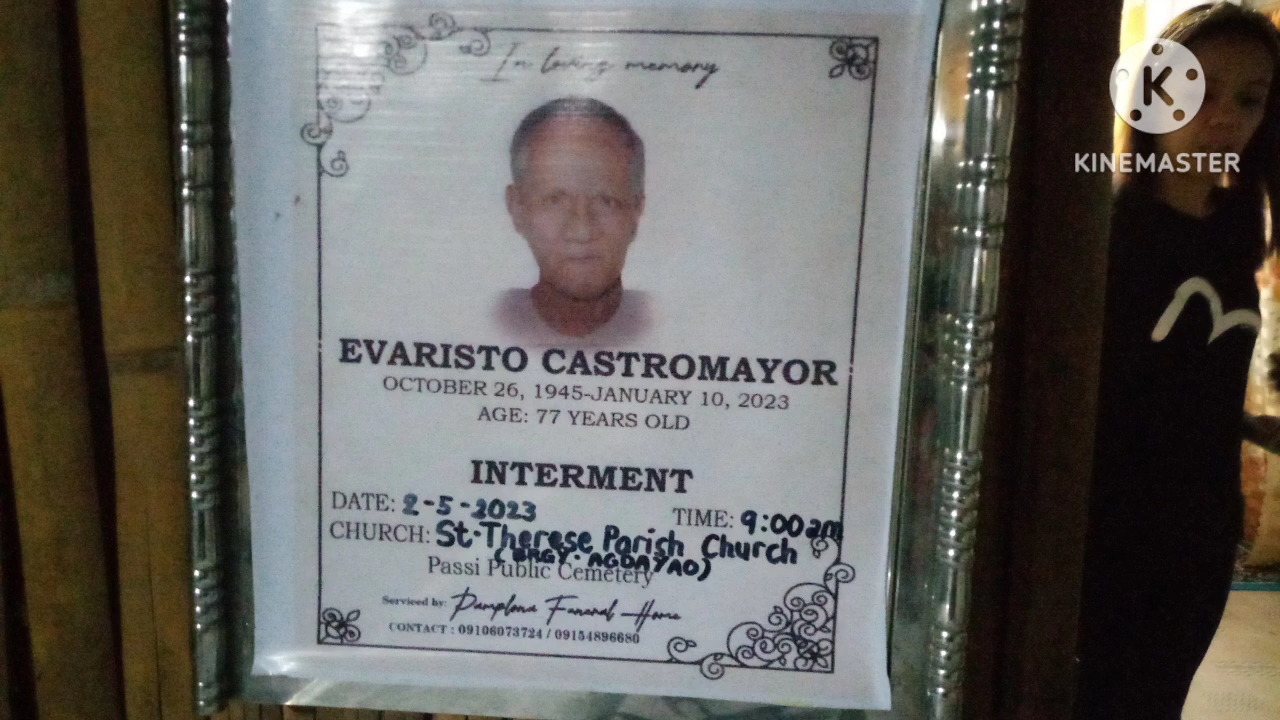 In loving memory
EVARISTO CASTROMAYOR
OCTOBER 26, 1945-JANUARY 10, 2023
AGE: 77 YEARS OLD
INTERMENT
DATE: 2-5-2023 TIME: 9:00am
CHURCH: St. Therese Parish Church
(BRGY. AGDAYAO)
Passi Public Cemetery
Serviced by: Pamplona Funeral Home
CONTACT : 09106073724 / 09154896680
K
KINEMASTER